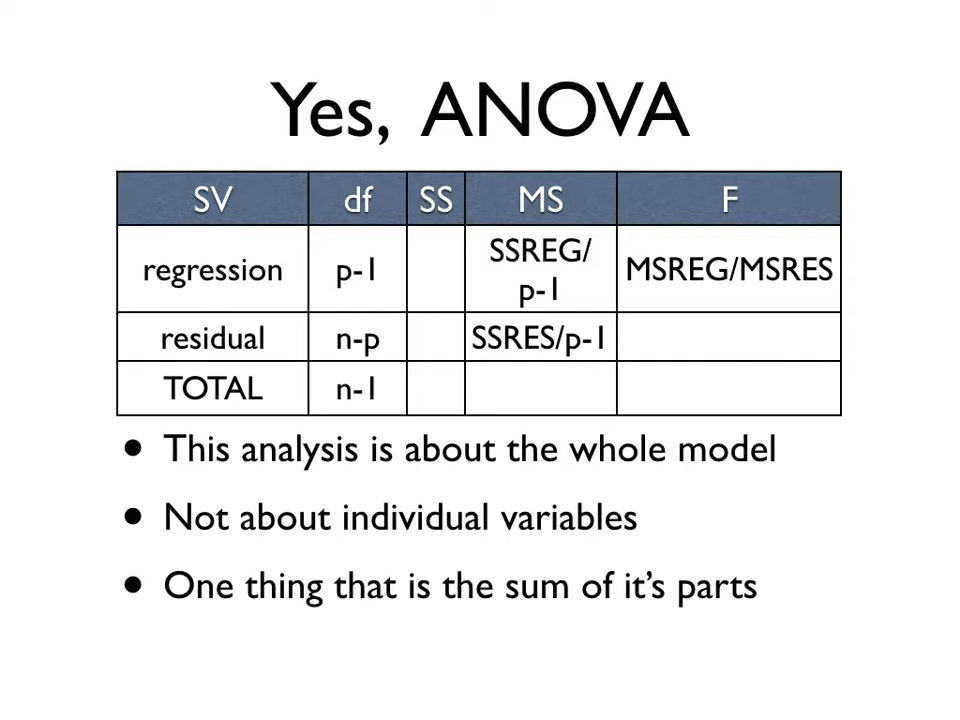 Yes, ANOVA
SV df SS MS F
regression p-1 SSREG/ p-1 MSREG/MSRES
residual n-p SSRES/p-1
TOTAL n-1
• This analysis is about the whole model
• Not about individual variables
• One thing that is the sum of it’s parts